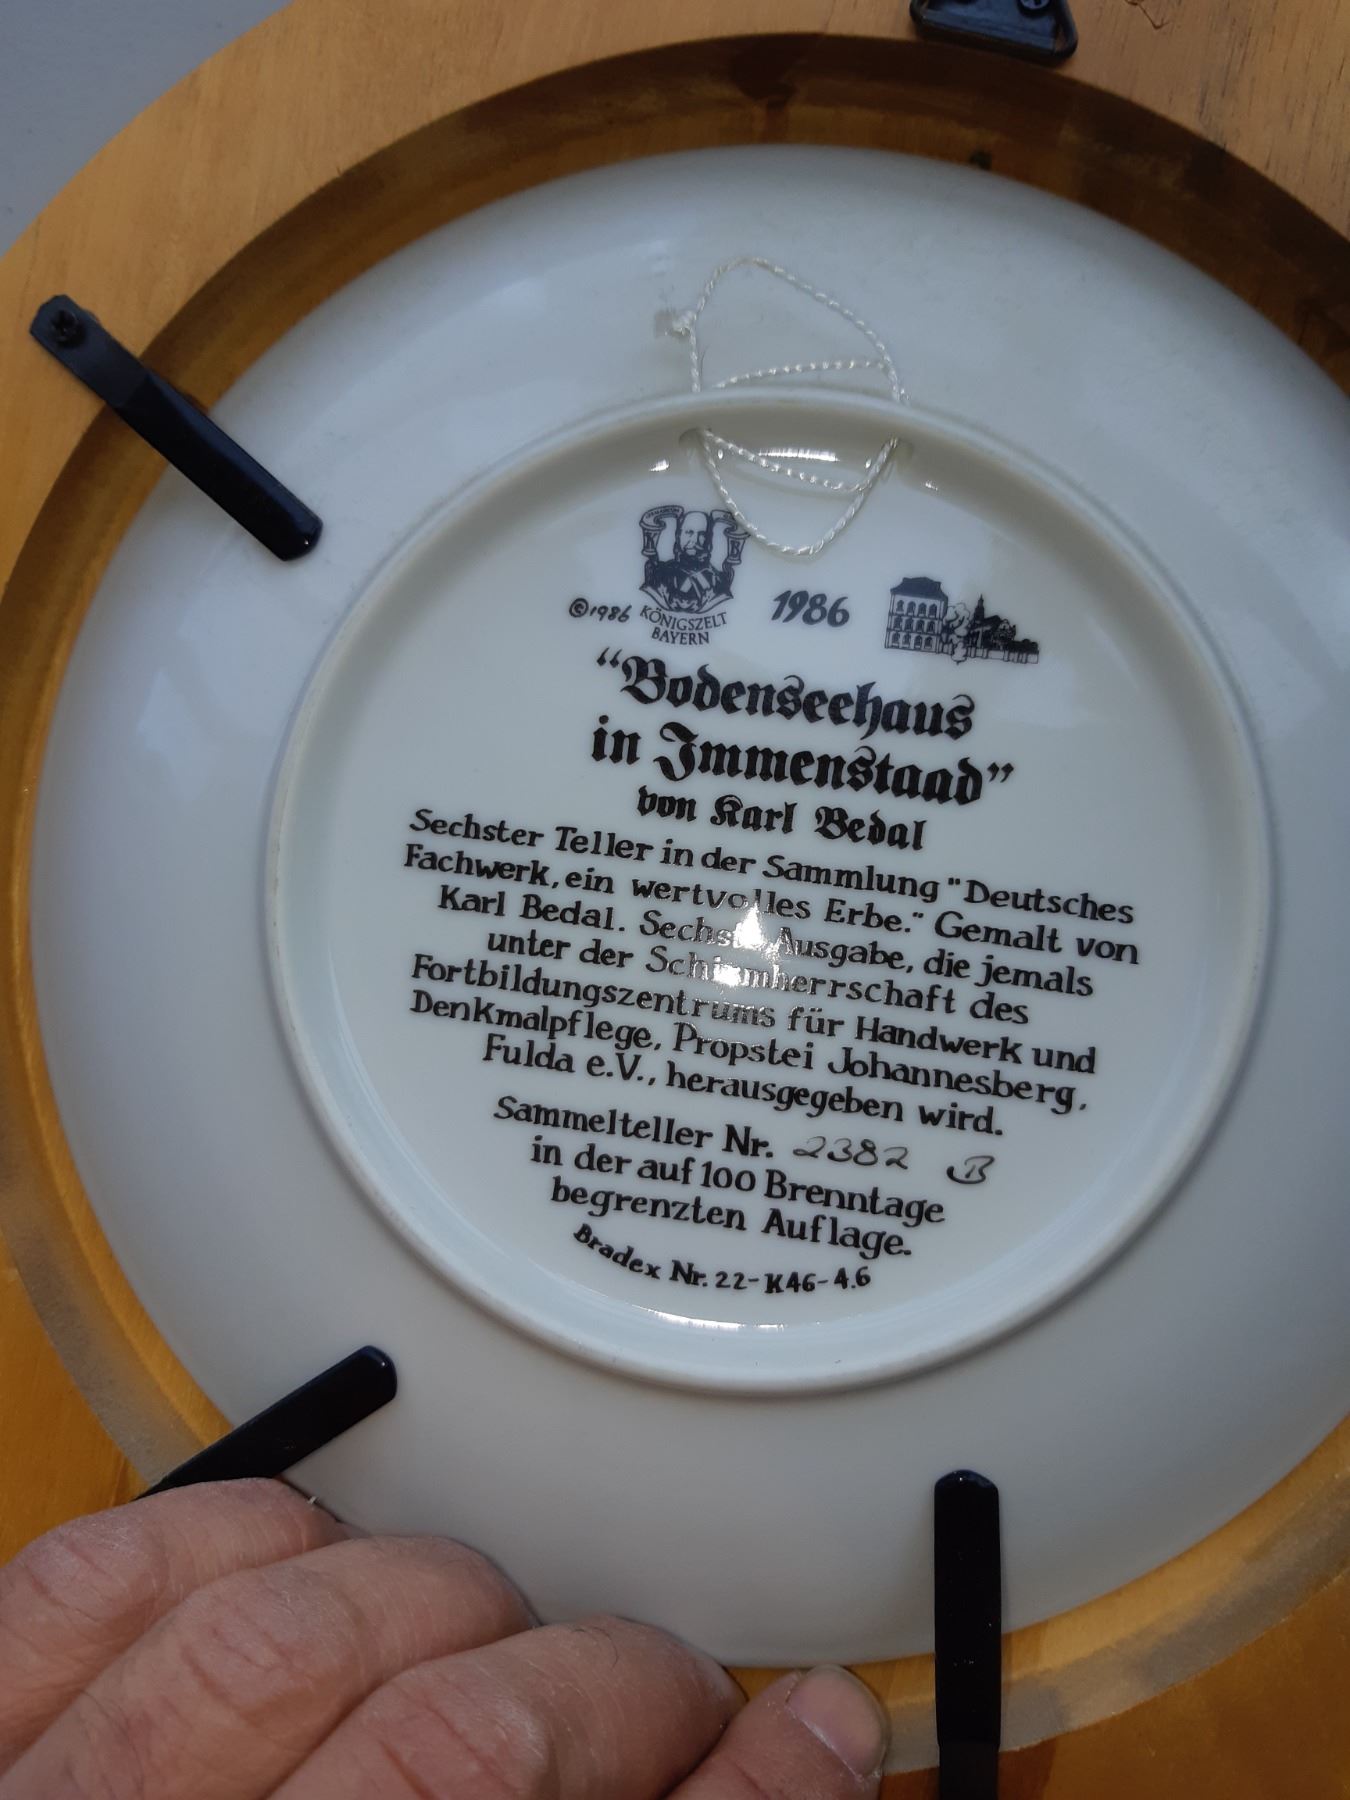 K B
©1986 KÖNIGSZELT 1986
BAYERN
“Bodenseehaus
in Immenstaad”
von Karl Bedal
Sechster Teller in der Sammlung "Deutsches
Fachwerk, ein wertvolles Erbe." Gemalt von
Karl Bedal. Sechste Ausgabe, die jemals
unter der Schirmherrschaft des
Fortbildungszentrums für Handwerk und
Denkmalpflege, Propstei Johannesberg,
Fulda e.V., herausgegeben wird.
Sammelteller Nr. 2382 B
in der auf 100 Brenntage
begrenzten Auflage.
Bradex Nr. 22-K46-4.6